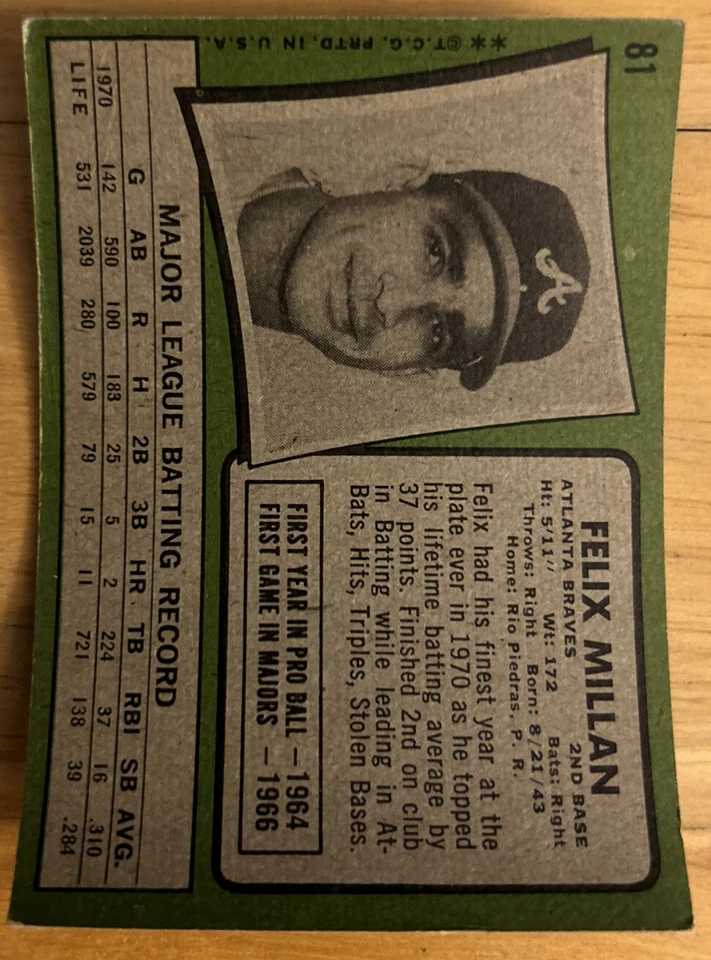 81
**©T.C.G. PRTD. IN U.S.A.
A
FELIX MILLAN
2ND BASE
ATLANTA BRAVES
Ht: 5'11" Wt: 172 Bats: Right
Throws: Right Born: 8/21/43
Home: Rio Piedras, P. R.
Felix had his finest year at the
plate ever in 1970 as he topped
his lifetime batting average by
37 points. Finished 2nd on club
in Batting while leading in At-
Bats, Hits, Triples, Stolen Bases.
FIRST YEAR IN PRO BALL — 1964
FIRST GAME IN MAJORS — 1966
MAJOR LEAGUE BATTING RECORD
G AB R H 2B 3B HR TB RBI SB AVG.
1970 142 590 100 183 25 5 2 224 37 16 .310
LIFE 531 2039 280 579 79 15 11 721 138 39 .284